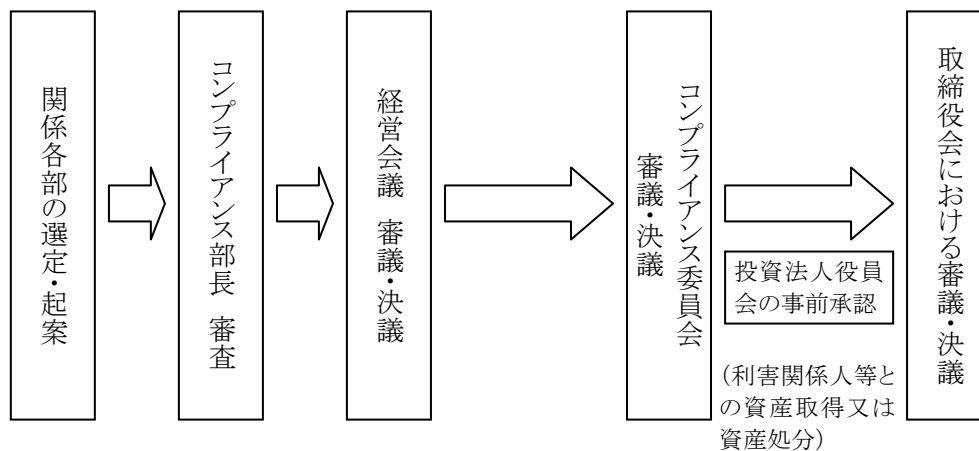 関係各部の選定・起案
コンプライアンス部長 審査
経営会議 審議・決議
コンプライアンス委員会
審議・決議
投資法人役員
会の事前承認
（利害関係人等と
の資産取得又は
資産処分）
取締役会における審議・決議